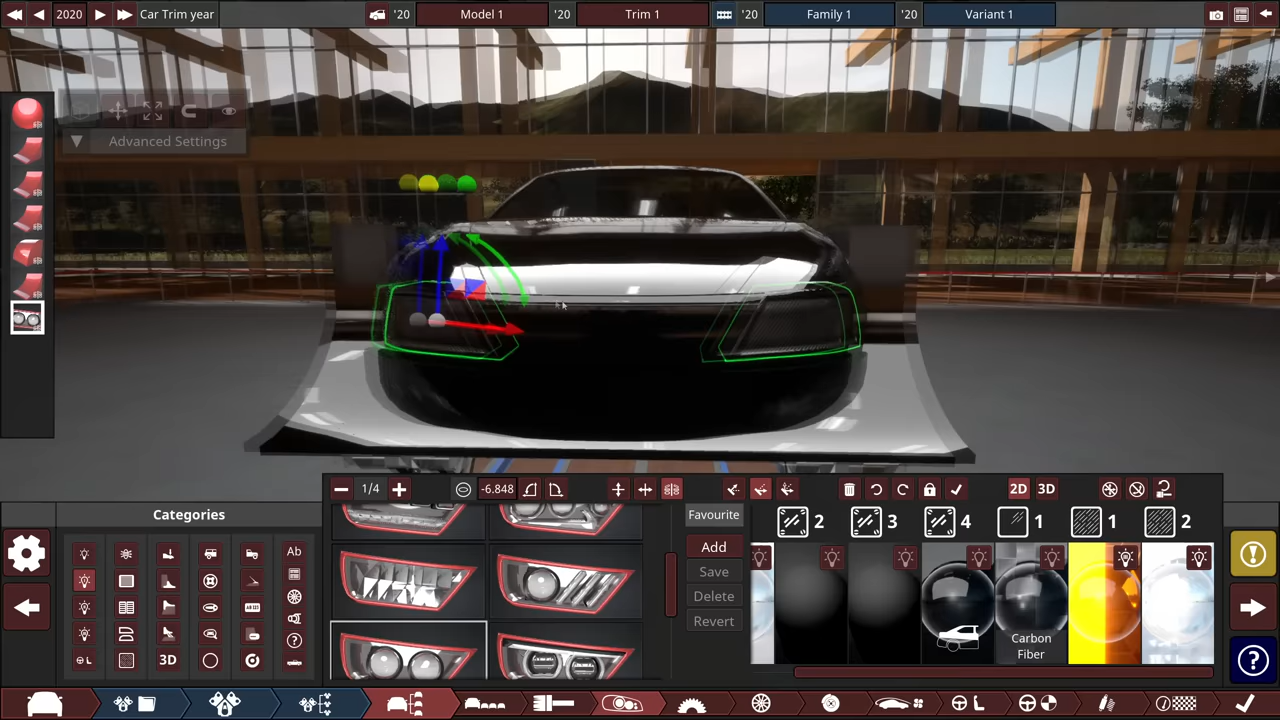 2020 Car Trim year '20 Model 1 '20 Trim 1 '20 Family 1 '20 Variant 1
Advanced Settings
1/4 -6.848 2D 3D
Categories
Favourite
2 3 4 1 1 2
Add
Save
Delete
Revert
Ab
3D
L
Carbon
Fiber
?